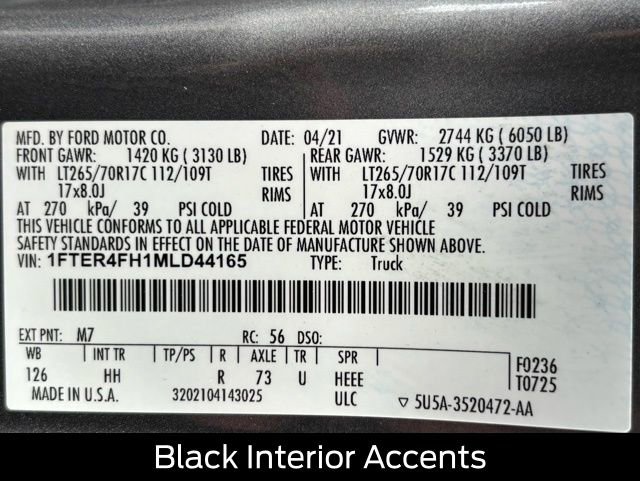 MFD. BY FORD MOTOR CO. DATE: 04/21 GVWR: 2744 KG ( 6050 LB)
FRONT GAWR: 1420 KG ( 3130 LB) REAR GAWR: 1529 KG ( 3370 LB)
WITH LT265/70R17C 112/109T TIRES WITH LT265/70R17C 112/109T TIRES
17x8.0J RIMS 17x8.0J RIMS
AT 270 kPa/ 39 PSI COLD AT 270 kPa/ 39 PSI COLD
THIS VEHICLE CONFORMS TO ALL APPLICABLE FEDERAL MOTOR VEHICLE
SAFETY STANDARDS IN EFFECT ON THE DATE OF MANUFACTURE SHOWN ABOVE.
VIN: 1FTER4FH1MLD44165 TYPE: Truck
EXT PNT: M7 RC: 56 DSO:
WB INT TR TP/PS R AXLE TR SPR F0236
126 HH R 73 U HEEE T0725
MADE IN U.S.A. 3202104143025 ULC ▽ 5U5A-3520472-AA
Black Interior Accents